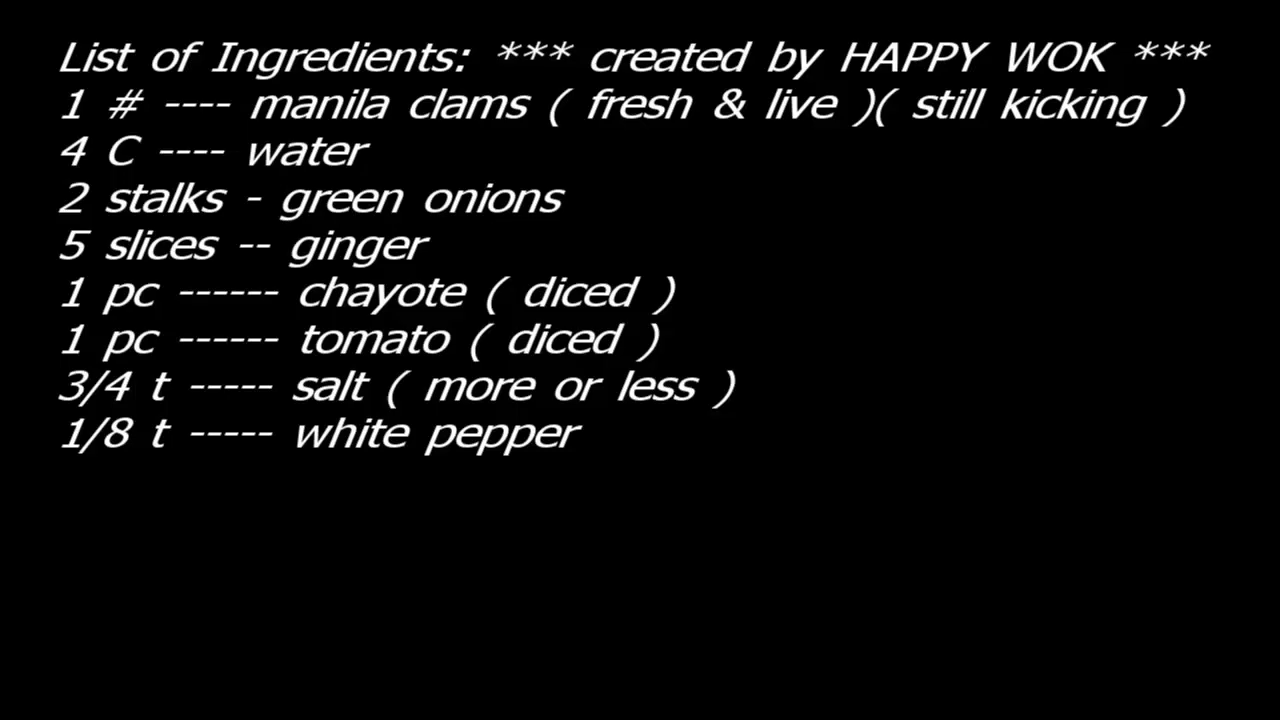 List of Ingredients: *** created by HAPPY WOK ***
1 # ---- manila clams ( fresh & live )( still kicking )
4 C ---- water
2 stalks - green onions
5 slices -- ginger
1 pc ------ chayote ( diced )
1 pc ------ tomato ( diced )
3/4 t ----- salt ( more or less )
1/8 t ----- white pepper